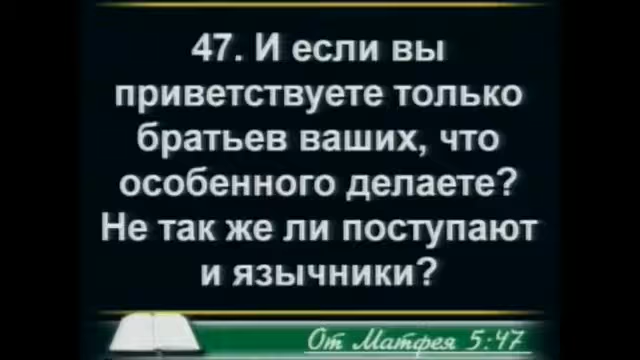 47. И если вы
приветствуете только
братьев ваших, что
особенного делаете?
Не так же ли поступают
и язычники?
От Матфея 5:47